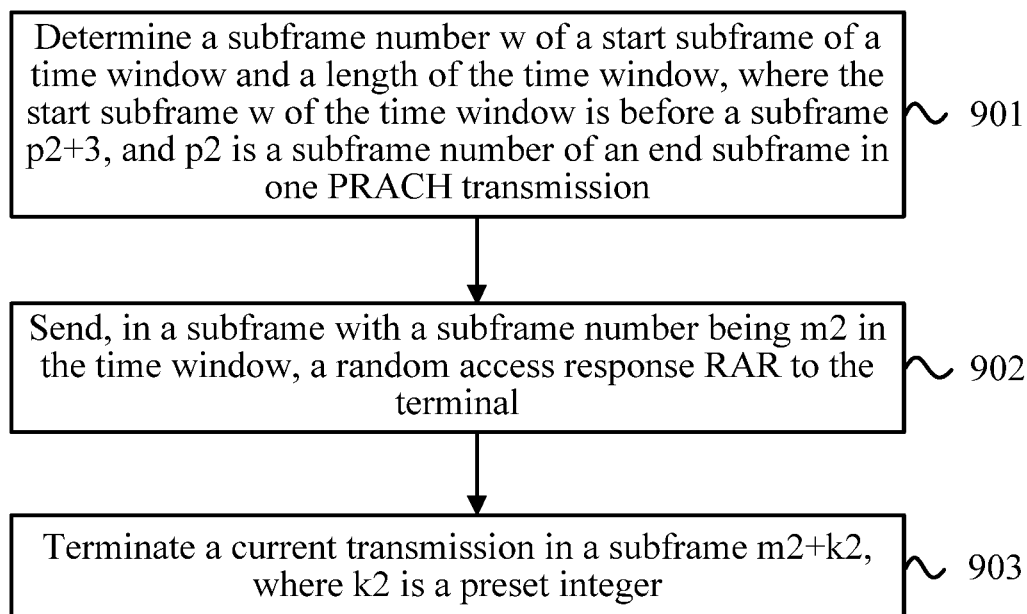 Determine a subframe number w of a start subframe of a
time window and a length of the time window, where the
start subframe w of the time window is before a subframe
p2+3, and p2 is a subframe number of an end subframe in
one PRACH transmission
901
Send, in a subframe with a subframe number being m2 in
the time window, a random access response RAR to the
terminal
902
Terminate a current transmission in a subframe m2+k2,
where k2 is a preset integer
903